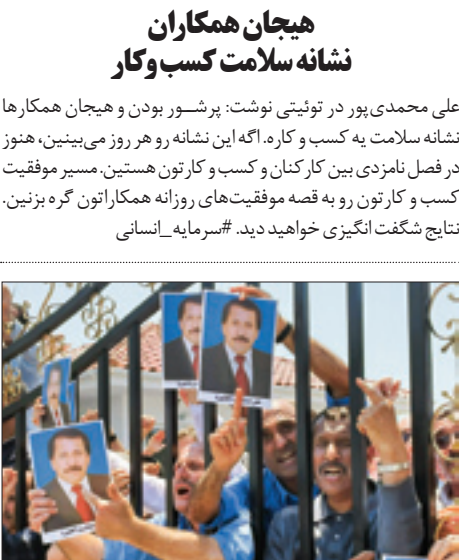 هیجان همکاران
نشانه سلامت کسب‌وکار
علی محمدی‌پور در توئیتی نوشت: پرشــور بودن و هیجان همکارها
نشانه سلامت یه کسب و کاره. اگه این نشانه رو هر روز می‌بینین، هنوز
در فصل نامزدی بین کارکنان و کسب و کارتون هستین. مسیر موفقیت
کسب و کارتون رو به قصه موفقیت‌های روزانه همکاراتون گره بزنین.
نتایج شگفت انگیزی خواهید دید. #سرمایه_انسانی